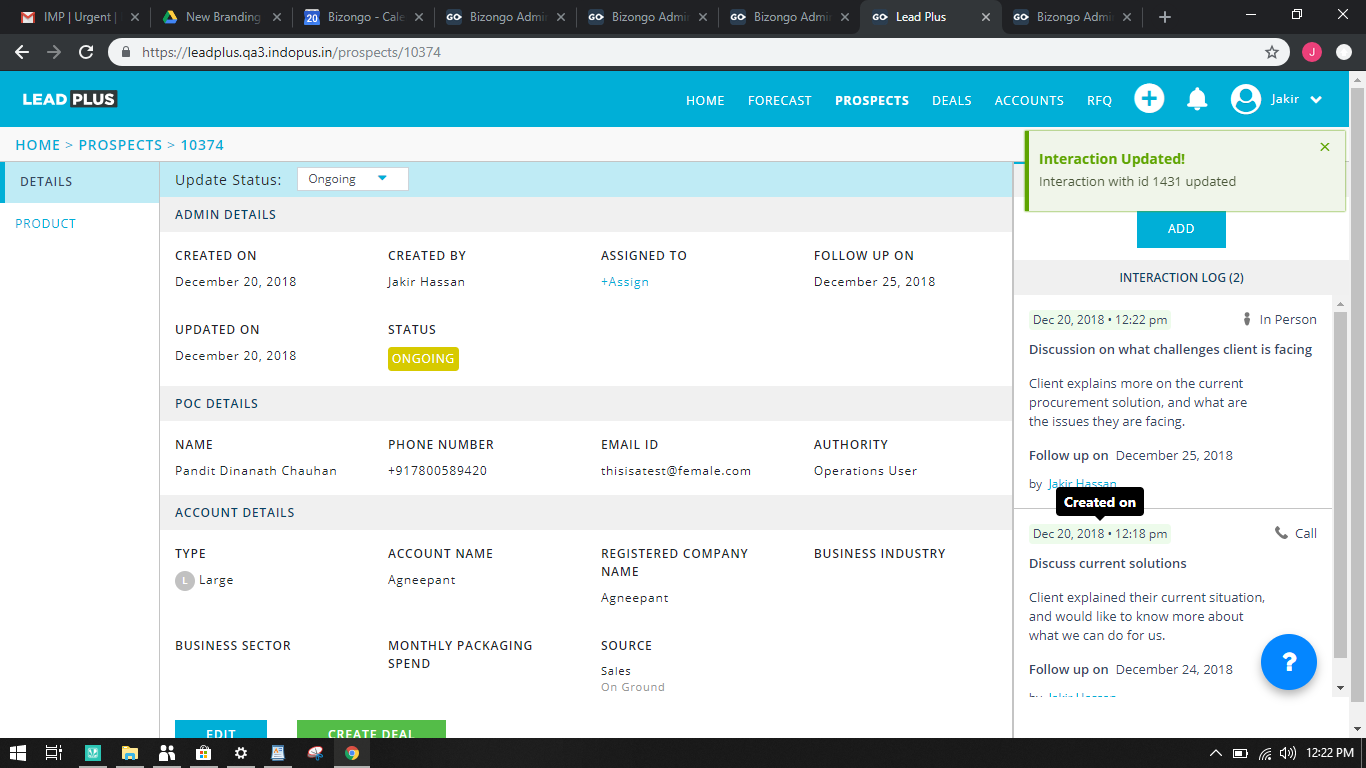 IMP | Urgent |
New Branding
20
Bizongo - Cale
GO
Bizongo Admi
GO
Bizongo Admi
GO
Bizongo Admi
GO
Lead Plus
GO
Bizongo Admi
https://leadplus.qa3.indopus.in/prospects/10374
J
LEAD PLUS
HOME
FORECAST
PROSPECTS
DEALS
ACCOUNTS
RFQ
Jakir
HOME > PROSPECTS > 10374
Interaction Updated!
Interaction with id 1431 updated
DETAILS
PRODUCT
Update Status:
Ongoing
ADMIN DETAILS
CREATED ON
CREATED BY
ASSIGNED TO
FOLLOW UP ON
December 20, 2018
Jakir Hassan
+Assign
December 25, 2018
UPDATED ON
STATUS
December 20, 2018
ONGOING
POC DETAILS
NAME
PHONE NUMBER
EMAIL ID
AUTHORITY
Pandit Dinanath Chauhan
+917800589420
thisisatest@female.com
Operations User
ACCOUNT DETAILS
TYPE
ACCOUNT NAME
REGISTERED COMPANY
NAME
BUSINESS INDUSTRY
L Large
Agneepant
Agneepant
BUSINESS SECTOR
MONTHLY PACKAGING
SPEND
SOURCE
Sales
On Ground
EDIT
CREATE DEAL
ADD
INTERACTION LOG (2)
Dec 20, 2018 • 12:22 pm
In Person
Discussion on what challenges client is facing
Client explains more on the current
procurement solution, and what are
the issues they are facing.
Follow up on December 25, 2018
by Jakir Hassan
Created on
Dec 20, 2018 • 12:18 pm
Call
Discuss current solutions
Client explained their current situation,
and would like to know more about
what we can do for us.
Follow up on December 24, 2018
by Jakir Hassan
?
12:22 PM